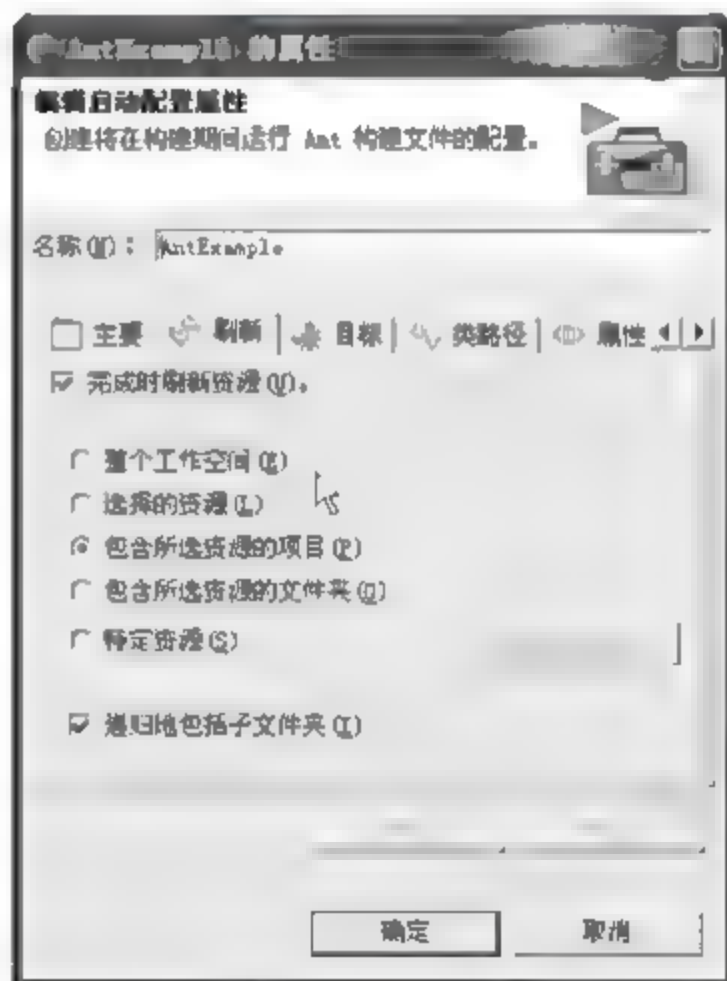 AntExample 的属性
编辑启动配置属性
创建将在构建期间运行 Ant 构建文件的配置。
名称(N)： AntExample
主要 刷新 目标 类路径 属性
完成时刷新资源(U)。
整个工作空间(E)
选择的资源(L)
包含所选资源的项目(P)
包含所选资源的文件夹(O)
特定资源(S)
递归地包括子文件夹(I)
确定 取消